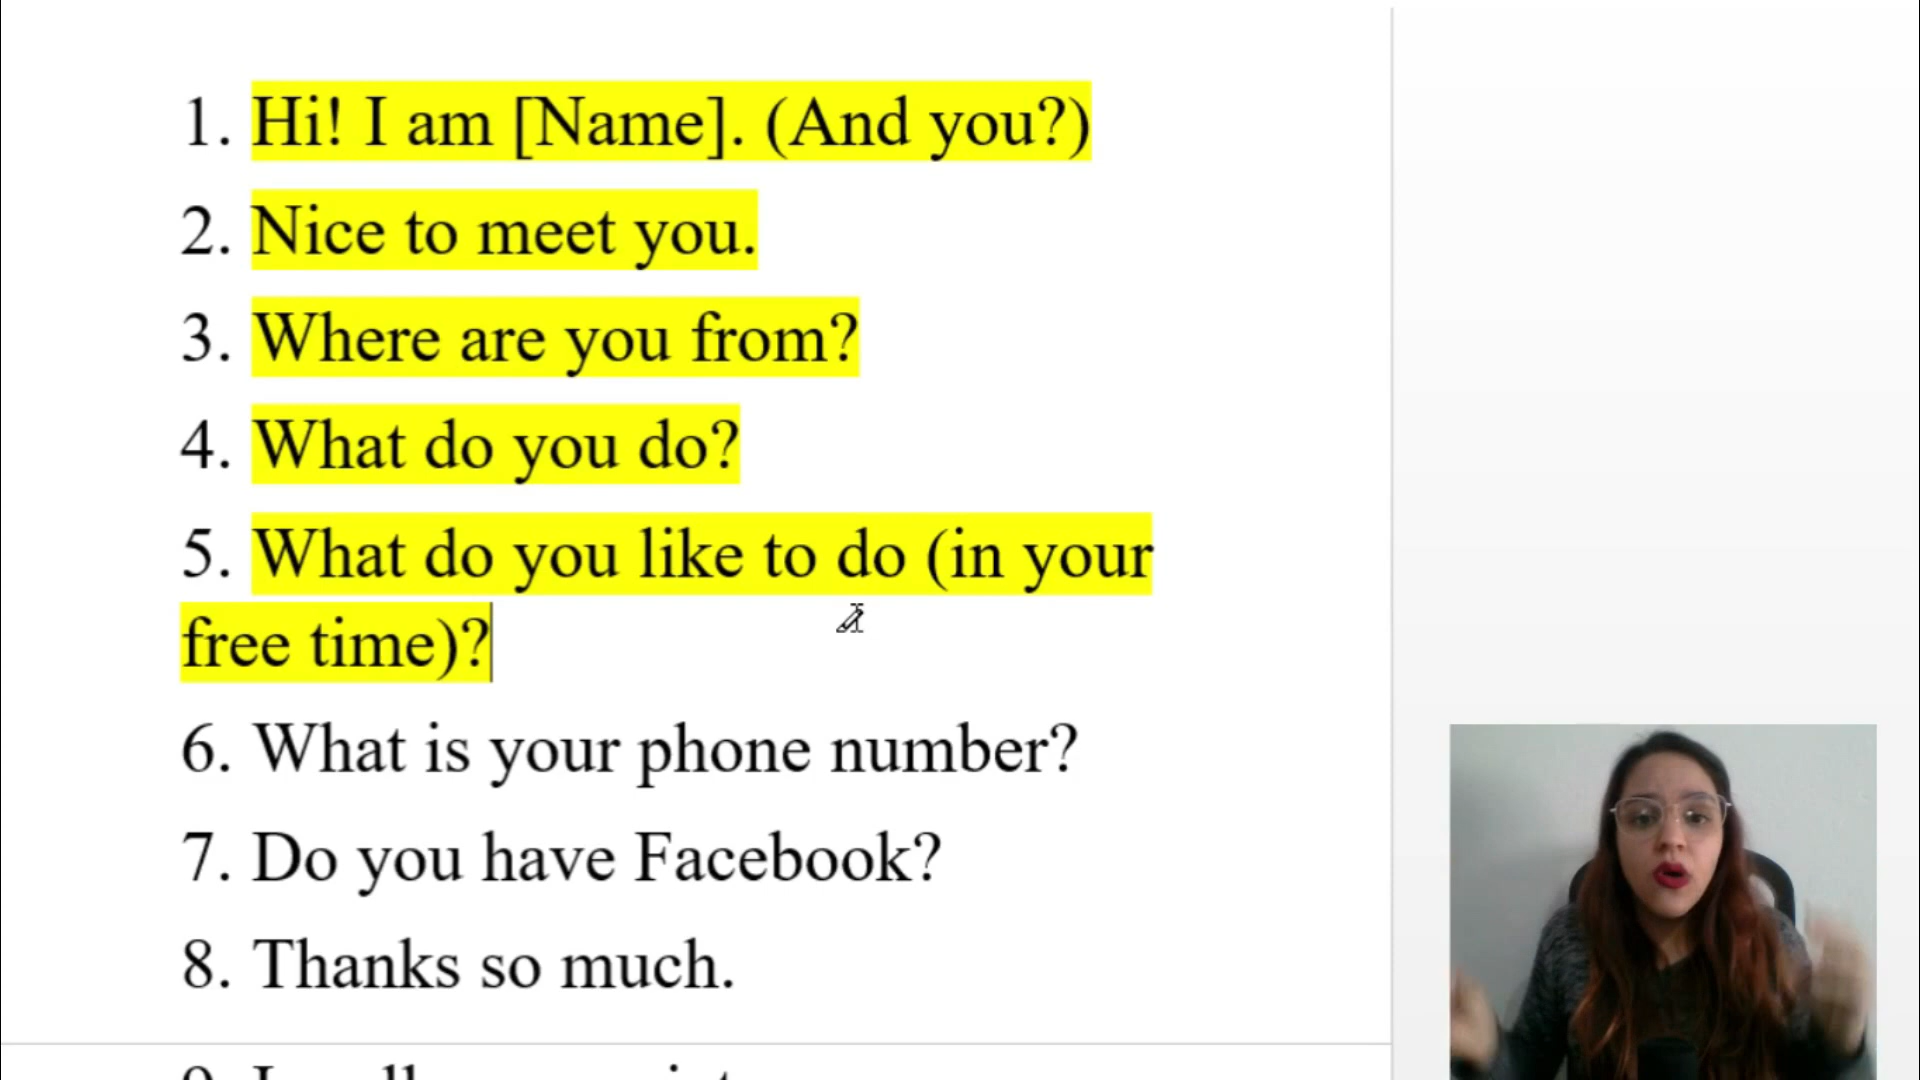 1. Hi! I am [Name]. (And you?)
2. Nice to meet you.
3. Where are you from?
4. What do you do?
5. What do you like to do (in your
free time)?
6. What is your phone number?
7. Do you have Facebook?
8. Thanks so much.